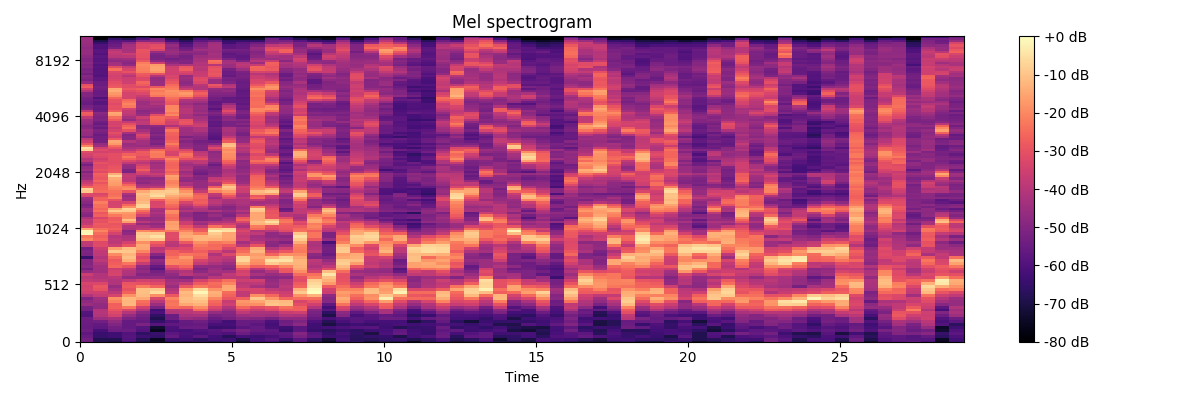 Mel spectrogram
Hz
8192
4096
2048
1024
512
0
0 5 10 15 20 25
Time
+0 dB
-10 dB
-20 dB
-30 dB
-40 dB
-50 dB
-60 dB
-70 dB
-80 dB